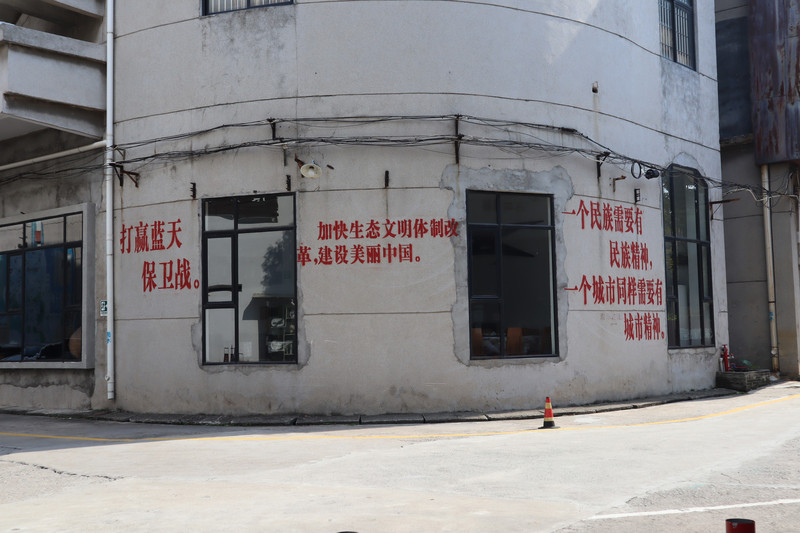 打赢蓝天
保卫战。
加快生态文明体制改
革,建设美丽中国。
一个民族需要有
民族精神,
一个城市同样需要有
城市精神。